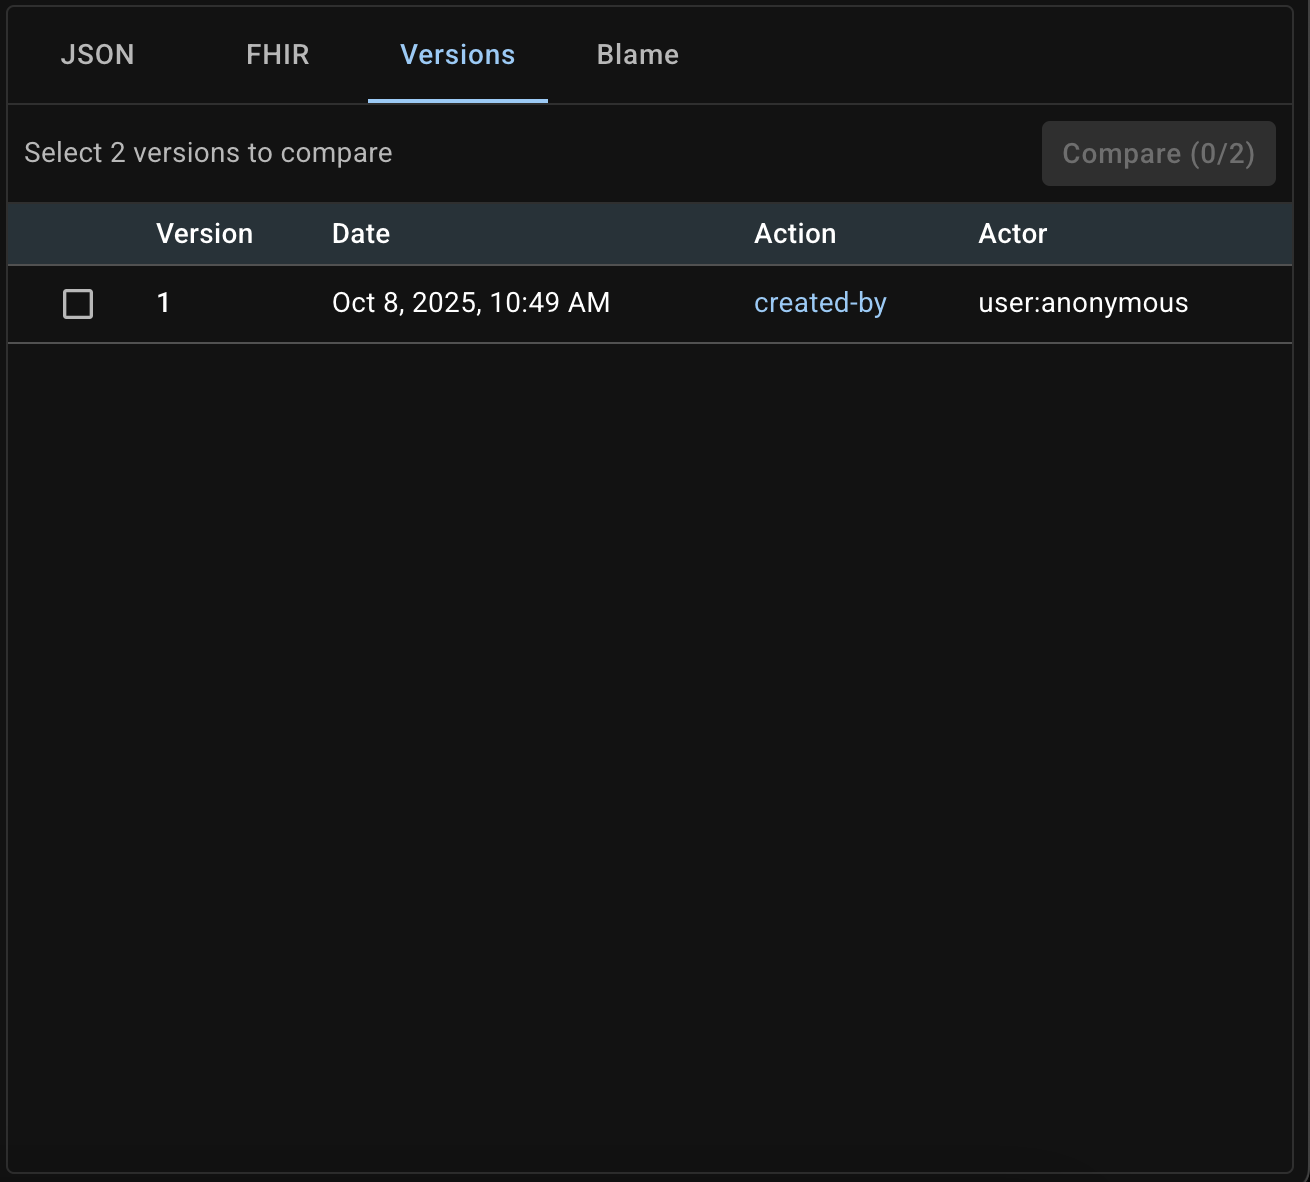 JSON FHIR Versions Blame
Select 2 versions to compare Compare (0/2)
Version Date Action Actor
1 Oct 8, 2025, 10:49 AM created-by user:anonymous